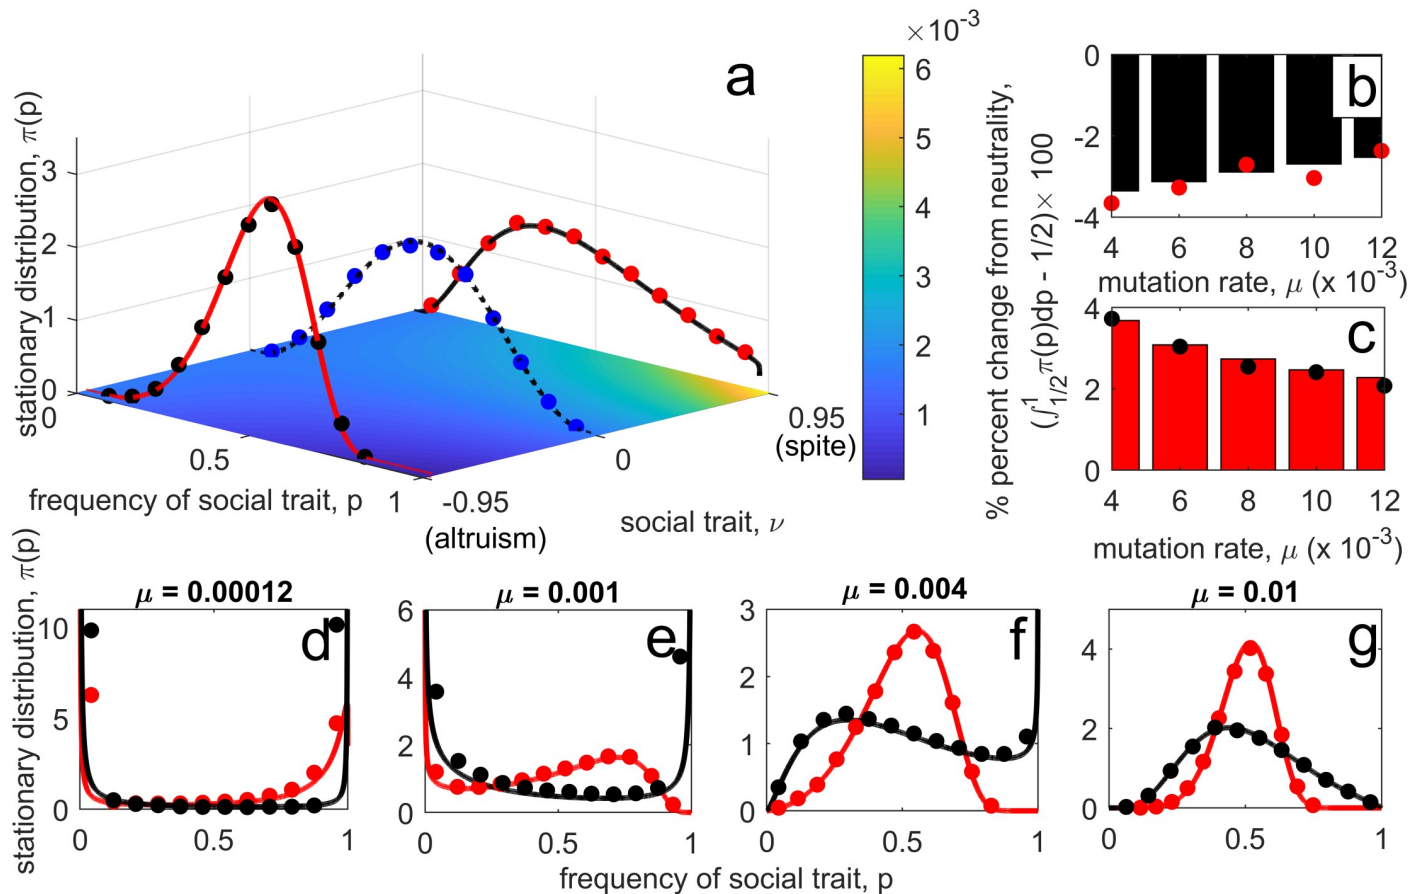 a
×10⁻³
stationary distribution, π(p)
3
2
1
0
0
0.5
1
frequency of social trait, p
-0.95
(altruism)
0
0.95
(spite)
social trait, ν
6
5
4
3
2
1
% percent change from neutrality,
(∫¹₁/₂π(p)dp - 1/2)× 100
b
0
-2
-4
4
6
8
10
12
mutation rate, μ (x 10⁻³)
c
4
2
0
4
6
8
10
12
mutation rate, μ (x 10⁻³)
stationary distribution, π(p)
μ = 0.00012
d
10
5
0
0
0.5
1
μ = 0.001
e
6
4
2
0
0
0.5
1
μ = 0.004
f
3
2
1
0
0
0.5
1
μ = 0.01
g
4
2
0
0
0.5
1
frequency of social trait, p